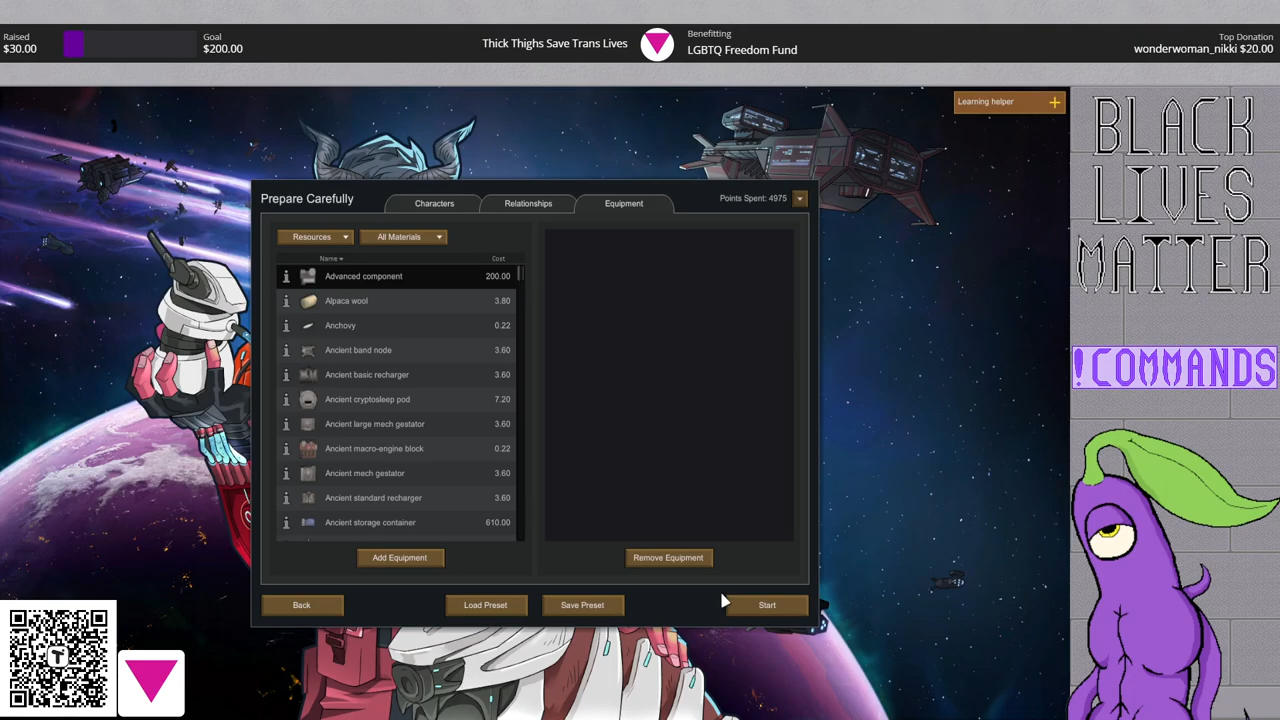 Raised
$30.00
Goal
$200.00
Thick Thighs Save Trans Lives
Benefitting
LGBTQ Freedom Fund
Top Donation
wonderwoman_nikki $20.00
Learning helper
BLACK
LIVES
MATTER
!COMMANDS
Prepare Carefully
Characters
Relationships
Equipment
Points Spent: 4975
Resources
All Materials
Name
Cost
Advanced component 200.00
Alpaca wool 3.80
Anchovy 0.22
Ancient band node 3.60
Ancient basic recharger 3.60
Ancient cryptosleep pod 7.20
Ancient large mech gestator 3.60
Ancient macro-engine block 0.22
Ancient mech gestator 3.60
Ancient standard recharger 3.60
Ancient storage container 610.00
Add Equipment
Remove Equipment
Back
Load Preset
Save Preset
Start
T